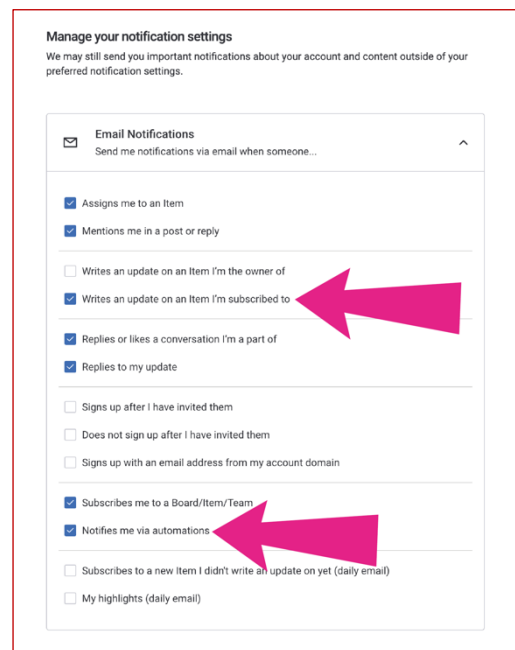 Manage your notification settings
We may still send you important notifications about your account and content outside of your
preferred notification settings.
Email Notifications
Send me notifications via email when someone...
Assigns me to an Item
Mentions me in a post or reply
Writes an update on an Item I'm the owner of
Writes an update on an Item I'm subscribed to
Replies or likes a conversation I'm a part of
Replies to my update
Signs up after I have invited them
Does not sign up after I have invited them
Signs up with an email address from my account domain
Subscribes me to a Board/Item/Team
Notifies me via automations
Subscribes to a new Item I didn't write an update on yet (daily email)
My highlights (daily email)